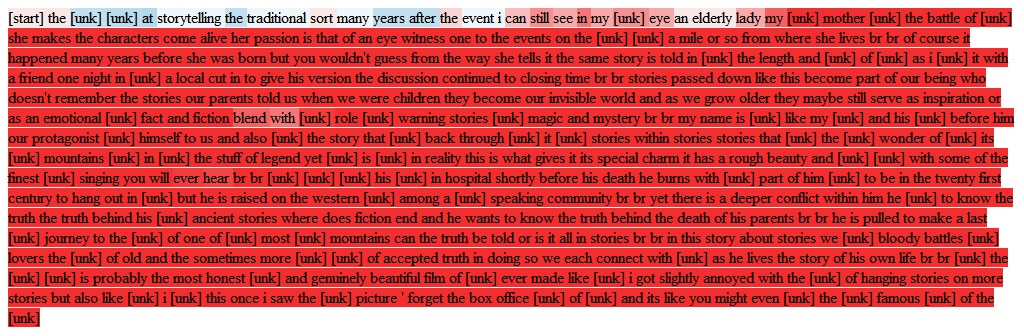 [start] the [unk] [unk] at storytelling the traditional sort many years after the event i can still see in my [unk] eye an elderly lady my [unk] mother [unk] the battle of [unk]
she makes the characters come alive her passion is that of an eye witness one to the events on the [unk] [unk] a mile or so from where she lives br br of course it
happened many years before she was born but you wouldn't guess from the way she tells it the same story is told in [unk] the length and [unk] of [unk] as i [unk] it with
a friend one night in [unk] a local cut in to give his version the discussion continued to closing time br br stories passed down like this become part of our being who
doesn't remember the stories our parents told us when we were children they become our invisible world and as we grow older they maybe still serve as inspiration or
as an emotional [unk] fact and fiction blend with [unk] role [unk] warning stories [unk] magic and mystery br br my name is [unk] like my [unk] and his [unk] before him
our protagonist [unk] himself to us and also [unk] the story that [unk] back through [unk] it [unk] stories within stories stories that [unk] the [unk] wonder of [unk] its
[unk] mountains [unk] in [unk] the stuff of legend yet [unk] is [unk] in reality this is what gives it its special charm it has a rough beauty and [unk] [unk] with some of the
finest [unk] singing you will ever hear br br [unk] [unk] [unk] his [unk] in hospital shortly before his death he burns with [unk] part of him [unk] to be in the twenty first
century to hang out in [unk] but he is raised on the western [unk] among a [unk] speaking community br br yet there is a deeper conflict within him he [unk] to know the
truth the truth behind his [unk] ancient stories where does fiction end and he wants to know the truth behind the death of his parents br br he is pulled to make a last
[unk] journey to the [unk] of one of [unk] most [unk] mountains can the truth be told or is it all in stories br br in this story about stories we [unk] bloody battles [unk]
lovers the [unk] of old and the sometimes more [unk] [unk] of accepted truth in doing so we each connect with [unk] as he lives the story of his own life br br [unk] the
[unk] [unk] is probably the most honest [unk] and genuinely beautiful film of [unk] ever made like [unk] i got slightly annoyed with the [unk] of hanging stories on more
stories but also like [unk] i [unk] this once i saw the [unk] picture ' forget the box office [unk] of [unk] and its like you might even [unk] the [unk] famous [unk] of the
[unk]